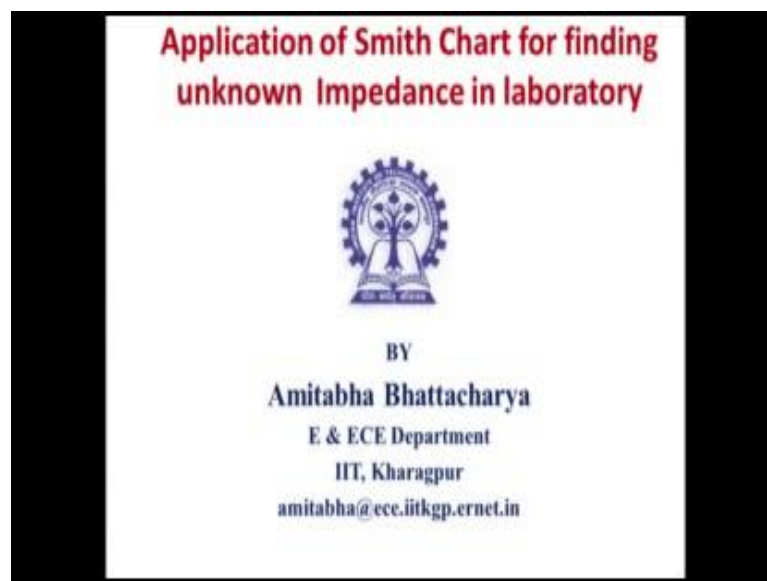 Application of Smith Chart for finding
unknown Impedance in laboratory
BY
Amitabha Bhattacharya
E & ECE Department
IIT, Kharagpur
amitabha@ece.iitkgp.ernet.in